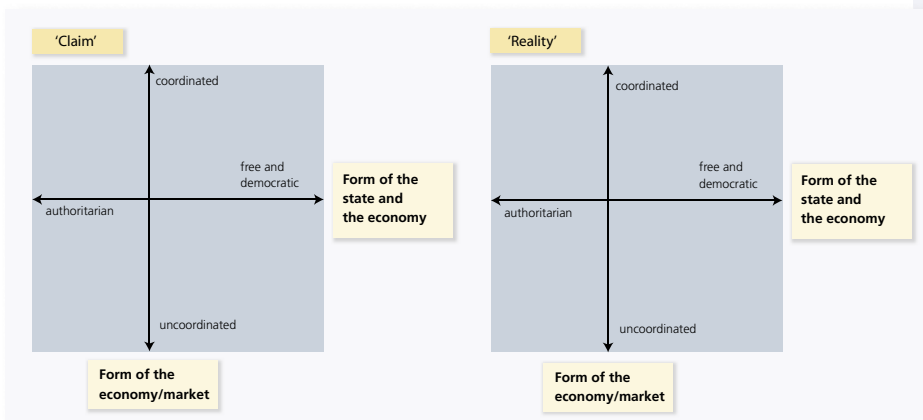 'Claim'
coordinated
free and
democratic
authoritarian
Form of the
state and
the economy
uncoordinated
Form of the
economy/market
'Reality'
coordinated
free and
democratic
authoritarian
Form of the
state and
the economy
uncoordinated
Form of the
economy/market